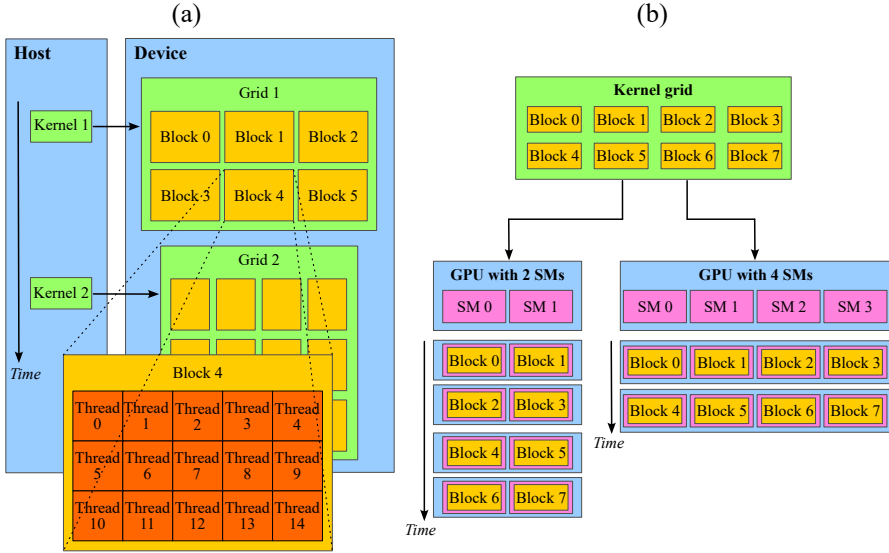 (a)
Host
Device
Grid 1
Kernel 1
Block 0
Block 1
Block 2
Block 3
Block 4
Block 5
Grid 2
Kernel 2
Time
Block 4
Thread
0
Thread
1
Thread
2
Thread
3
Thread
4
Thread
5
Thread
6
Thread
7
Thread
8
Thread
9
Thread
10
Thread
11
Thread
12
Thread
13
Thread
14
(b)
Kernel grid
Block 0
Block 1
Block 2
Block 3
Block 4
Block 5
Block 6
Block 7
GPU with 2 SMs
SM 0
SM 1
Block 0
Block 1
Block 2
Block 3
Block 4
Block 5
Block 6
Block 7
Time
GPU with 4 SMs
SM 0
SM 1
SM 2
SM 3
Block 0
Block 1
Block 2
Block 3
Block 4
Block 5
Block 6
Block 7
Time